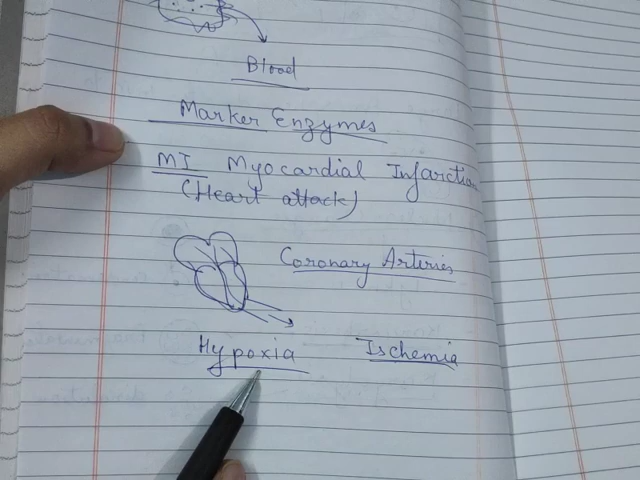 Blood
Marker Enzymes
MI Myocardial Infarction
(Heart attack)
Coronary Arteries
Hypoxia Ischemia